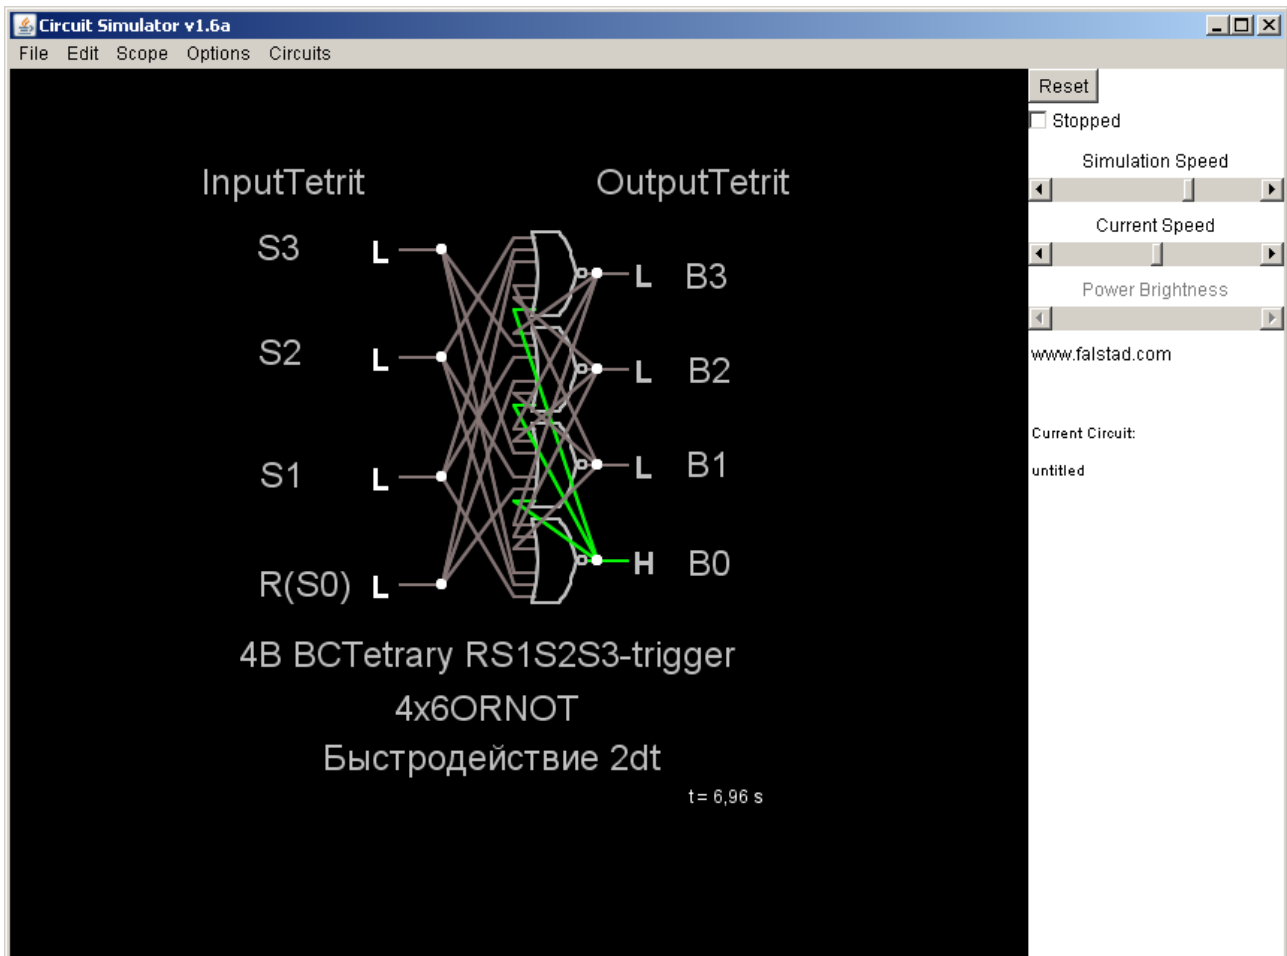 Circuit Simulator v1.6a
File Edit Scope Options Circuits
Reset
Stopped
Simulation Speed
Current Speed
Power Brightness
www.falstad.com
Current Circuit:
untitled
InputTetrit OutputTetrit
S3 L L B3
S2 L L B2
S1 L L B1
R(S0) L H B0
4B BCTetrary RS1S2S3-trigger
4x6ORNOT
Быстродействие 2dt
t= 6,96 s